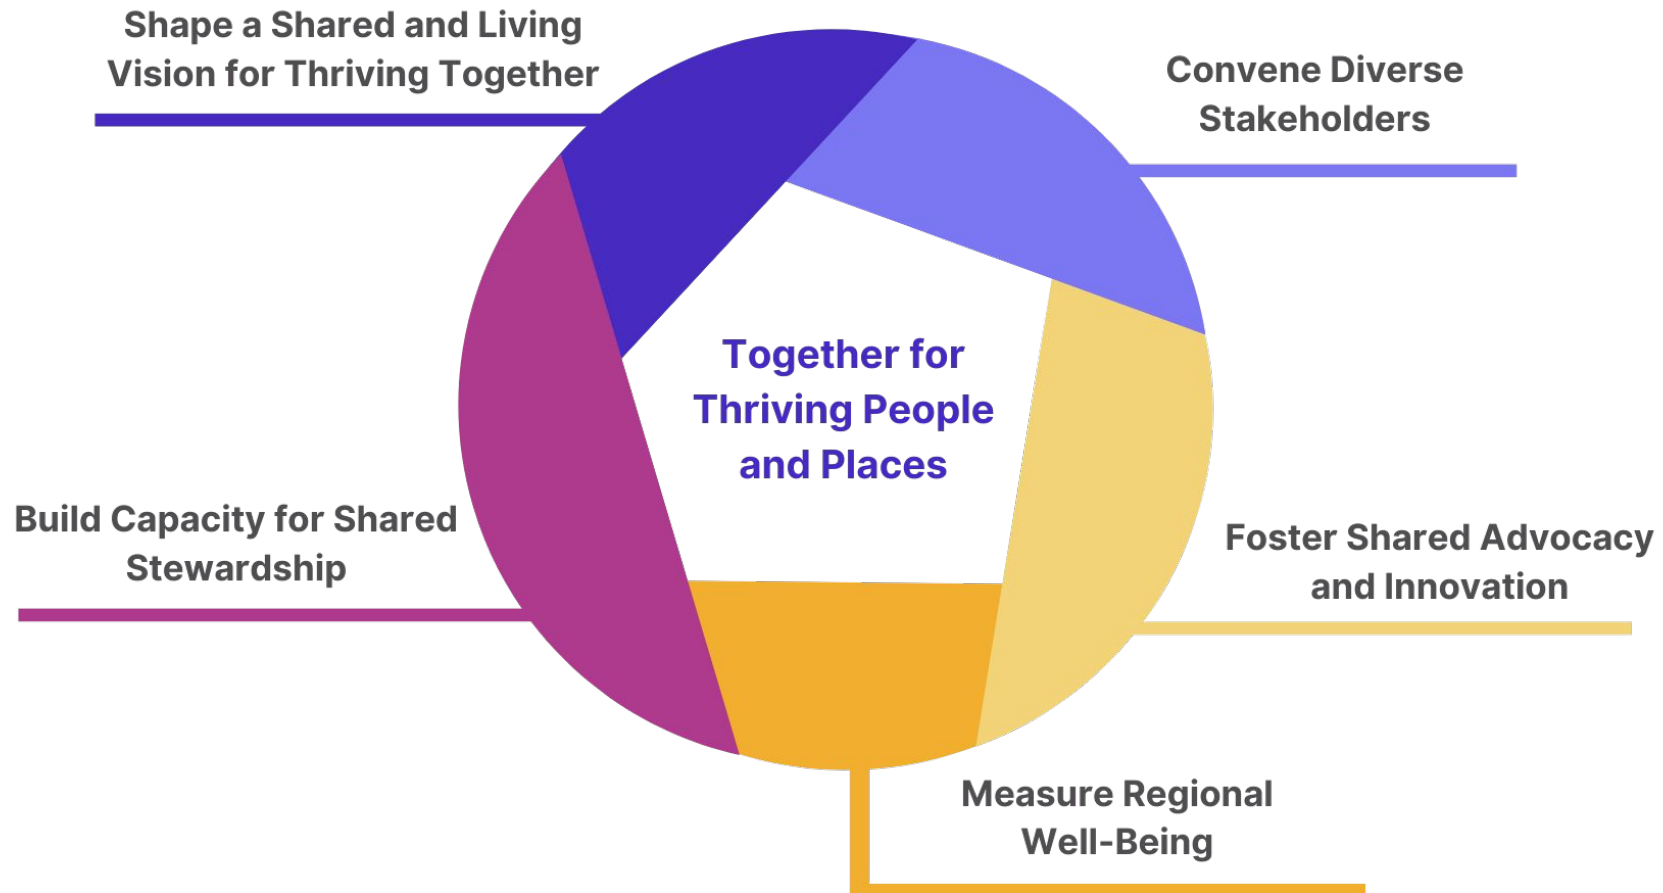 Shape a Shared and Living
Vision for Thriving Together
Convene Diverse
Stakeholders
Together for
Thriving People
and Places
Build Capacity for Shared
Stewardship
Foster Shared Advocacy
and Innovation
Measure Regional
Well-Being